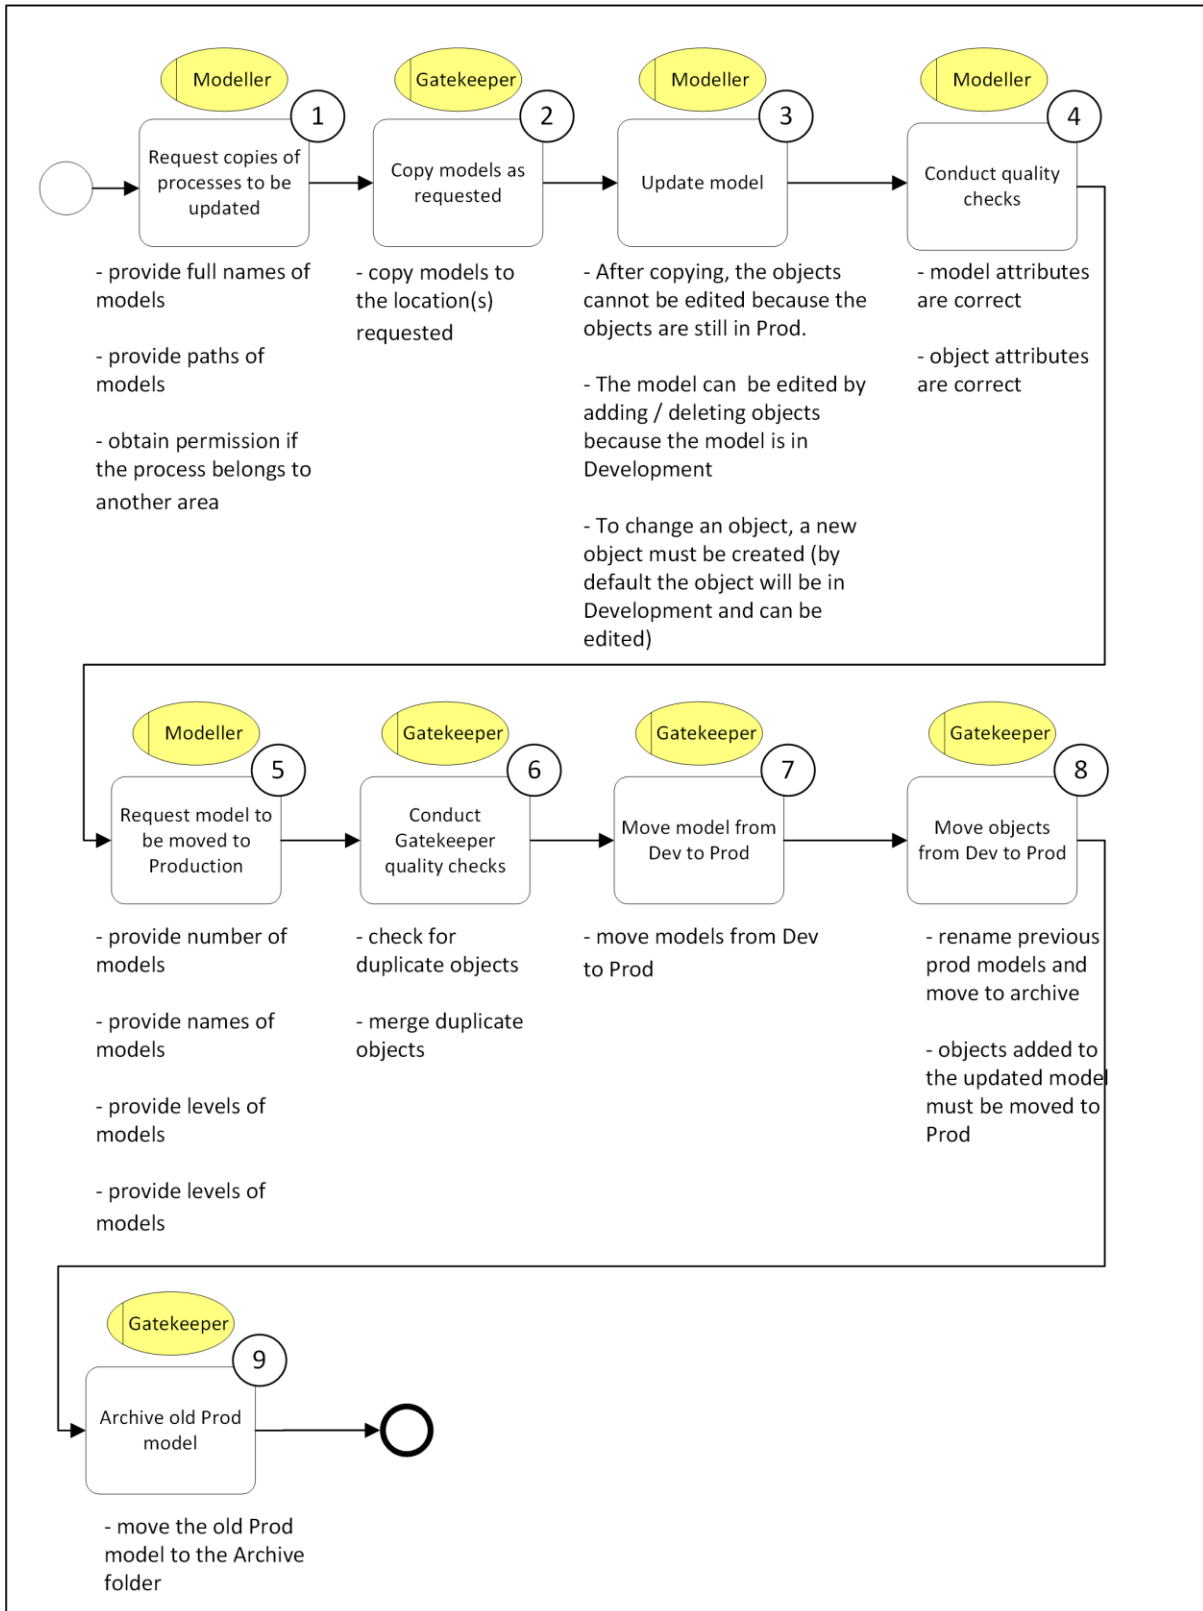 Modeller
1
Request copies of
processes to be
updated
- provide full names of
models
- provide paths of
models
- obtain permission if
the process belongs to
another area
Gatekeeper
2
Copy models as
requested
- copy models to
the location(s)
requested
Modeller
3
Update model
- After copying, the objects
cannot be edited because the
objects are still in Prod.
- The model can  be edited by
adding / deleting objects
because the model is in
Development
- To change an object, a new
object must be created (by
default the object will be in
Development and can be
edited)
Modeller
4
Conduct quality
checks
- model attributes
are correct
- object attributes
are correct
Modeller
5
Request model to
be moved to
Production
- provide number of
models
- provide names of
models
- provide levels of
models
- provide levels of
models
Gatekeeper
6
Conduct
Gatekeeper
quality checks
- check for
duplicate objects
- merge duplicate
objects
Gatekeeper
7
Move model from
Dev to Prod
- move models from Dev
to Prod
Gatekeeper
8
Move objects
from Dev to Prod
- rename previous
prod models and
move to archive
- objects added to
the updated model
must be moved to
Prod
Gatekeeper
9
Archive old Prod
model
- move the old Prod
model to the Archive
folder